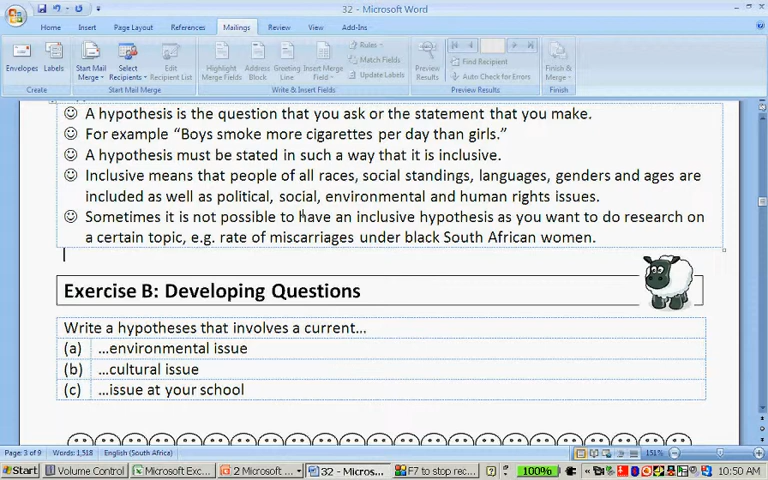 32 - Microsoft Word
Home Insert Page Layout References Mailings Review View Add-Ins
Envelopes Labels
Create
Start Mail Merge Select Recipients Edit Recipient List
Start Mail Merge
Highlight Merge Fields Address Block Greeting Line Insert Merge Field
Rules
Match Fields
Update Labels
Write & Insert Fields
Preview Results
Find Recipient
Auto Check for Errors
Preview Results
Finish & Merge
Finish
A hypothesis is the question that you ask or the statement that you make.
For example “Boys smoke more cigarettes per day than girls.”
A hypothesis must be stated in such a way that it is inclusive.
Inclusive means that people of all races, social standings, languages, genders and ages are
included as well as political, social, environmental and human rights issues.
Sometimes it is not possible to have an inclusive hypothesis as you want to do research on
a certain topic, e.g. rate of miscarriages under black South African women.
Exercise B: Developing Questions
Write a hypotheses that involves a current…
(a) …environmental issue
(b) …cultural issue
(c) …issue at your school
Page: 3 of 9 Words: 1,518 English (South Africa) 151%
Start Volume Control Microsoft Exc... 2 Microsoft ... 32 - Micros... F7 to stop rec... 100% 10:50 AM